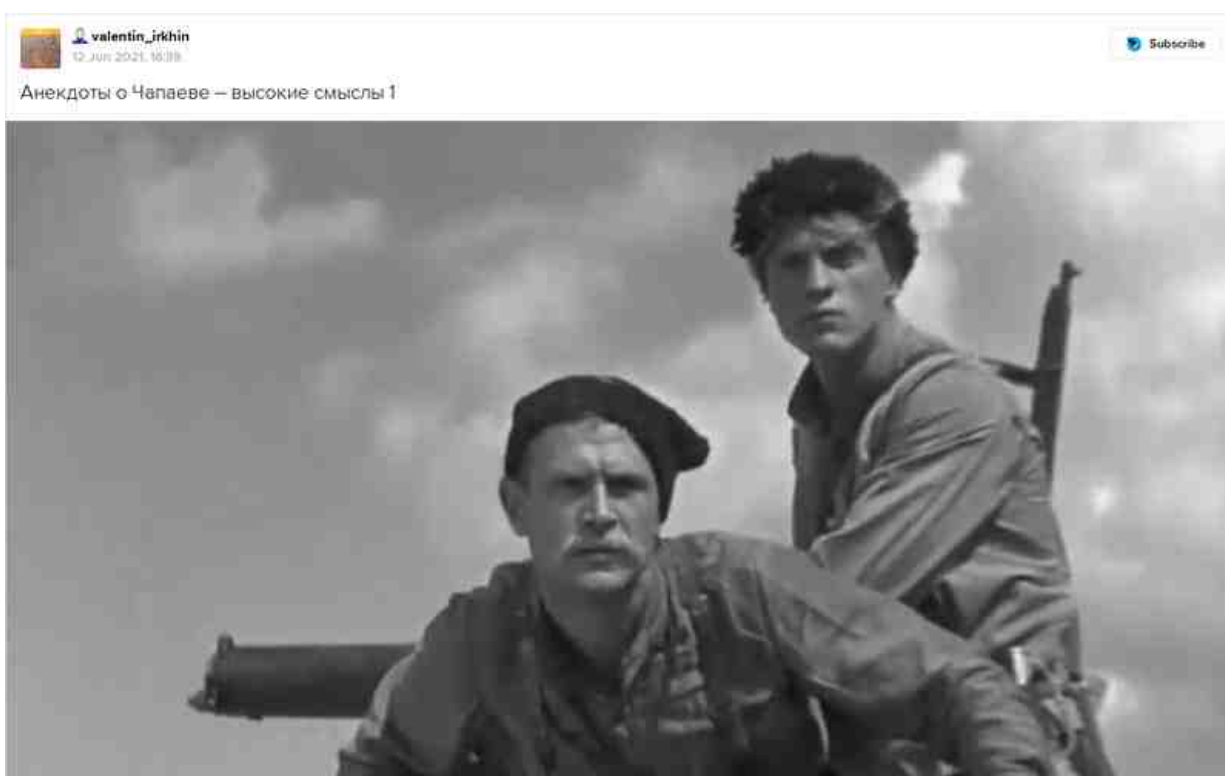 valentin_irkhin
12 Jun 2021, 16:39
Subscribe
Анекдоты о Чапаеве – высокие смыслы 1